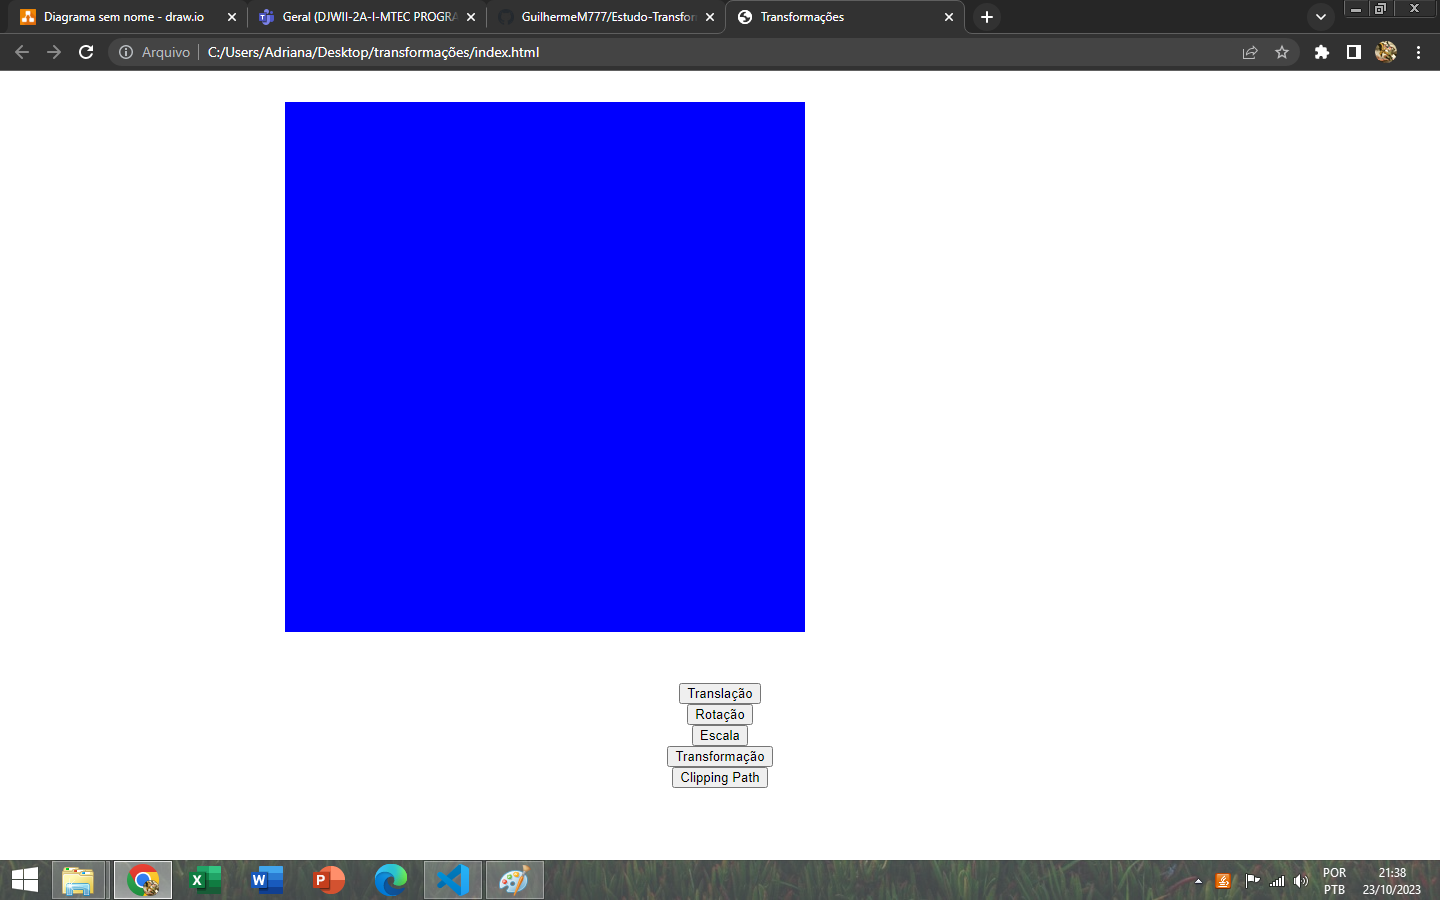 Diagrama sem nome - draw.io
Geral (DJWII-2A-I-MTEC PROGRA
GuilhermeM777/Estudo-Transfor
Transformações
Arquivo
C:/Users/Adriana/Desktop/transformações/index.html
Translação
Rotação
Escala
Transformação
Clipping Path
POR
PTB
21:38
23/10/2023